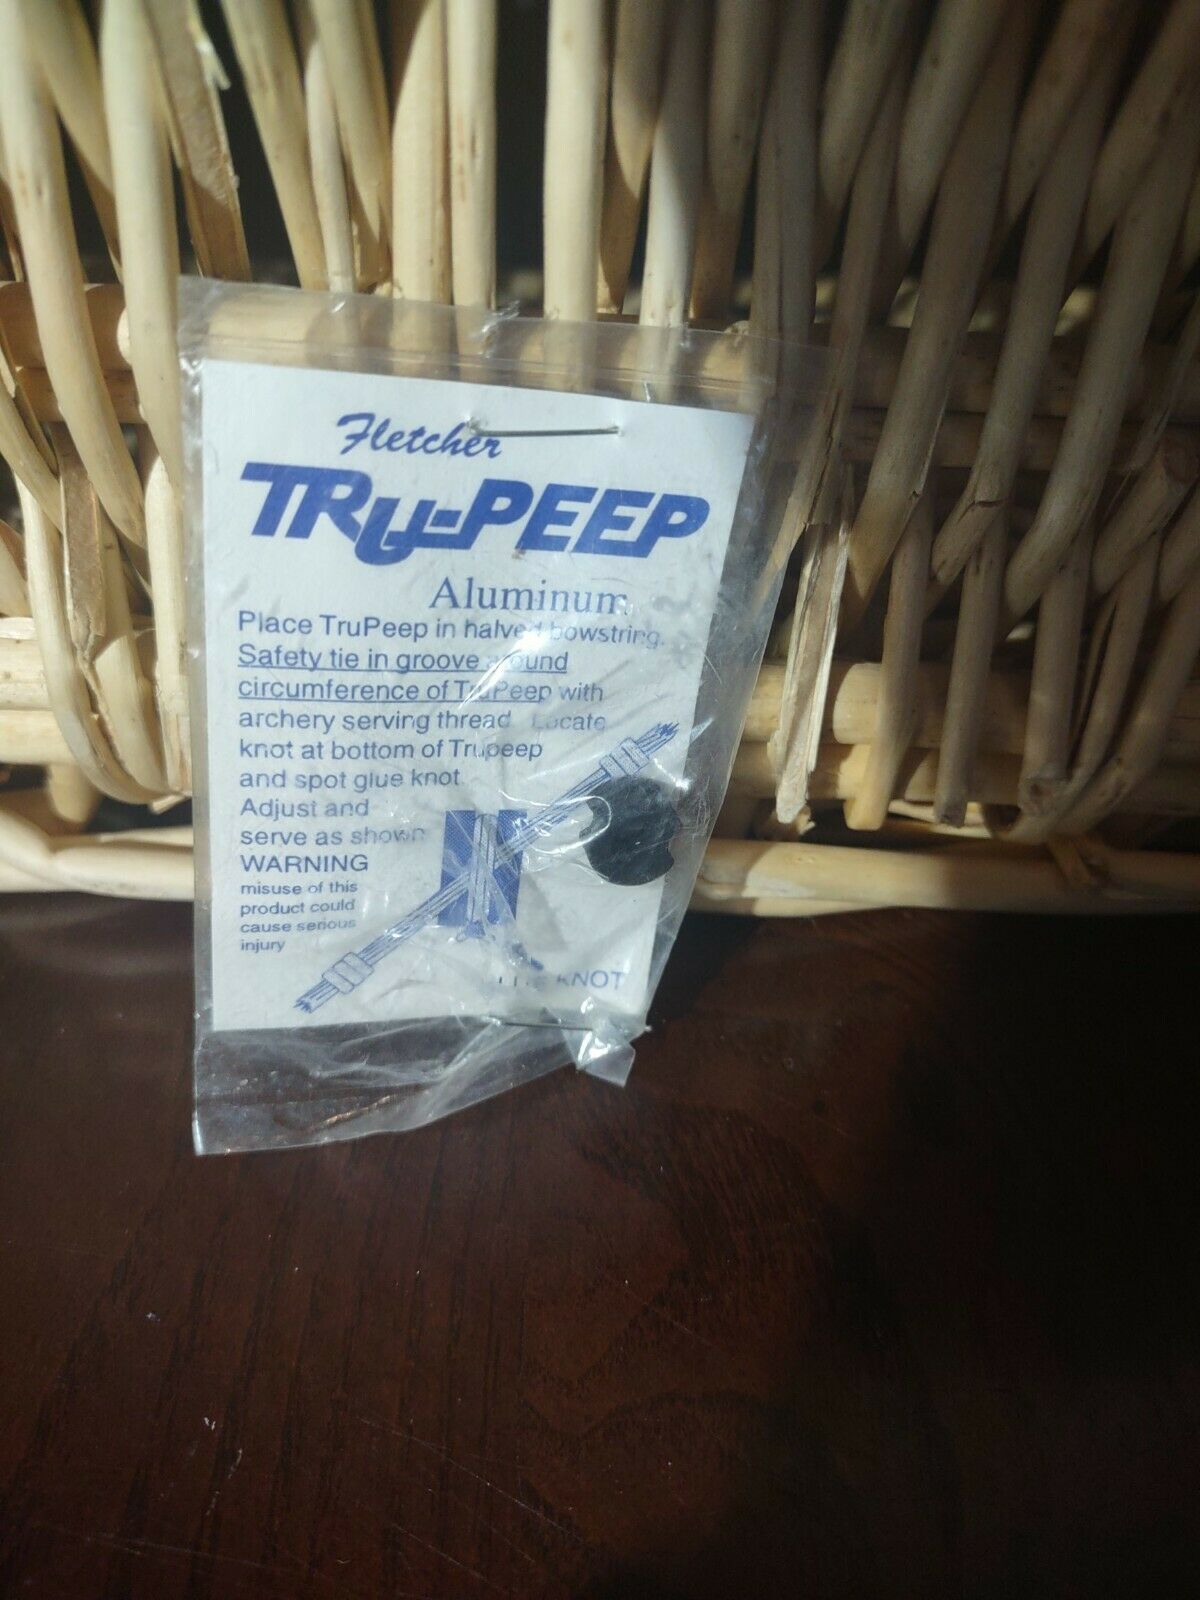 Fletcher
TRU-PEEP
Aluminum
Place TruPeep in halved bowstring.
Safety tie in groove around
circumference of TruPeep with
archery serving thread. Locate
knot at bottom of Trupeep
and spot glue knot.
Adjust and
serve as shown
WARNING
misuse of this
product could
cause serious
injury
KNOT